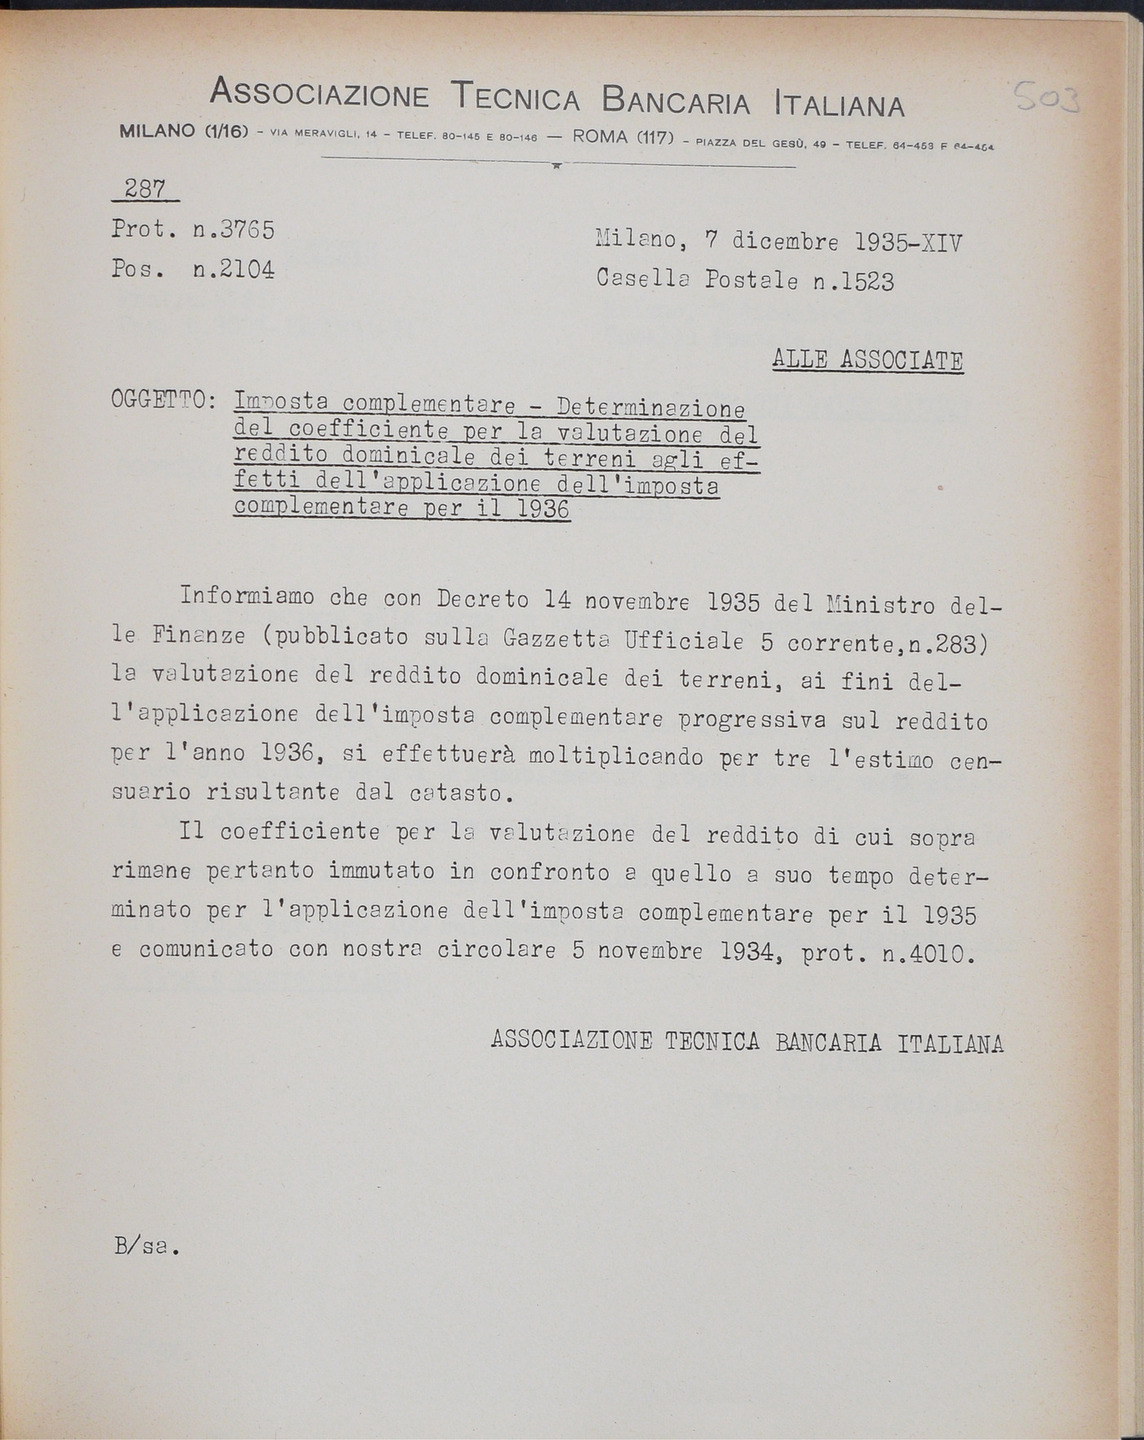 503
ASSOCIAZIONE TECNICA BANCARIA ITALIANA
MILANO (1/16) - VIA MERAVIGLI, 14 - TELEF. 80-145 E 80-146 — ROMA (117) - PIAZZA DEL GESÙ, 49 - TELEF. 64-453 E 64-454
287
Prot. n.3765
Milano, 7 dicembre 1935-XIV
Pos. n.2104
Casella Postale n.1523
ALLE ASSOCIATE
OGGETTO: Imposta complementare - Determinazione
del coefficiente per la valutazione del
reddito dominicale dei terreni agli ef-
fetti dell'applicazione dell'imposta
complementare per il 1936
Informiamo che con Decreto 14 novembre 1935 del Ministro del-
le Finanze (pubblicato sulla Gazzetta Ufficiale 5 corrente,n.283)
la valutazione del reddito dominicale dei terreni, ai fini del-
l'applicazione dell'imposta complementare progressiva sul reddito
per l'anno 1936, si effettuerà moltiplicando per tre l'estimo cen-
suario risultante dal catasto.
Il coefficiente per la valutazione del reddito di cui sopra
rimane pertanto immutato in confronto a quello a suo tempo deter-
minato per l'applicazione dell'imposta complementare per il 1935
e comunicato con nostra circolare 5 novembre 1934, prot. n.4010.
ASSOCIAZIONE TECNICA BANCARIA ITALIANA
B/sa.